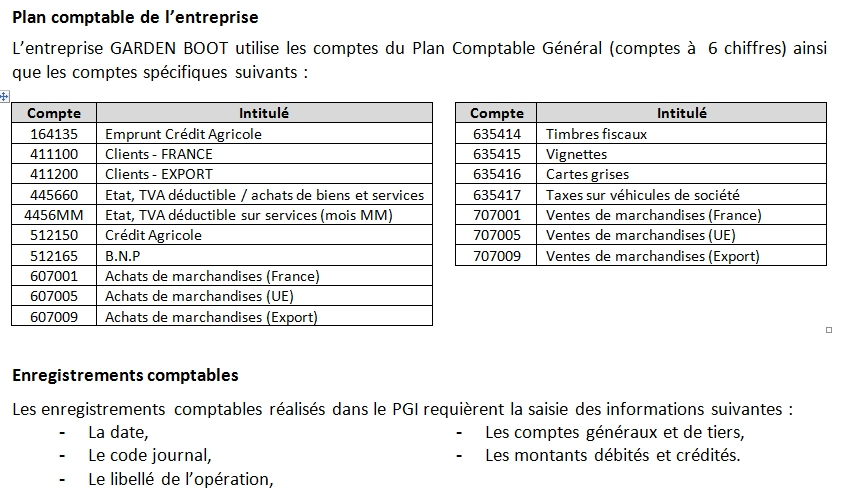 Plan comptable de l’entreprise
L’entreprise GARDEN BOOT utilise les comptes du Plan Comptable Général (comptes à 6 chiffres) ainsi
que les comptes spécifiques suivants :
Compte Intitulé
164135 Emprunt Crédit Agricole
411100 Clients - FRANCE
411200 Clients - EXPORT
445660 Etat, TVA déductible / achats de biens et services
4456MM Etat, TVA déductible sur services (mois MM)
512150 Crédit Agricole
512165 B.N.P
607001 Achats de marchandises (France)
607005 Achats de marchandises (UE)
607009 Achats de marchandises (Export)
Compte Intitulé
635414 Timbres fiscaux
635415 Vignettes
635416 Cartes grises
635417 Taxes sur véhicules de société
707001 Ventes de marchandises (France)
707005 Ventes de marchandises (UE)
707009 Ventes de marchandises (Export)
Enregistrements comptables
Les enregistrements comptables réalisés dans le PGI requièrent la saisie des informations suivantes :
- La date,
- Le code journal,
- Le libellé de l’opération,
- Les comptes généraux et de tiers,
- Les montants débités et crédités.